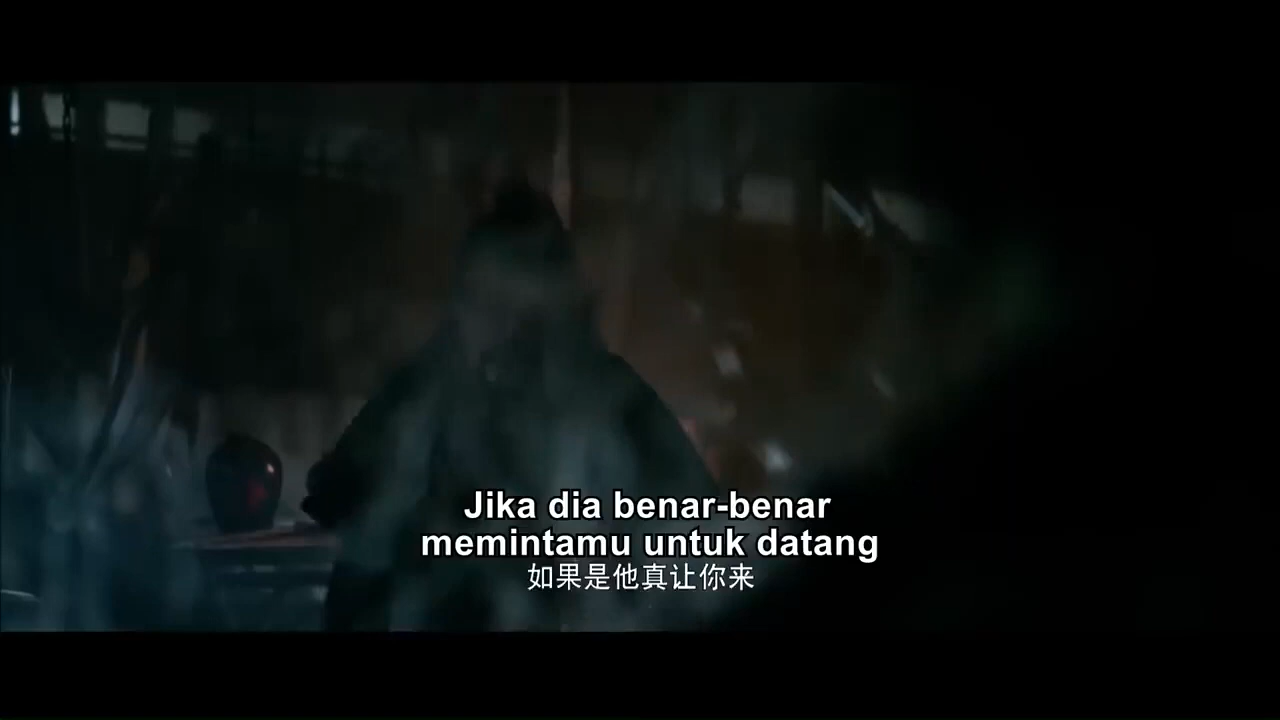 Jika dia benar-benar
memintamu untuk datang
如果是他真让你来